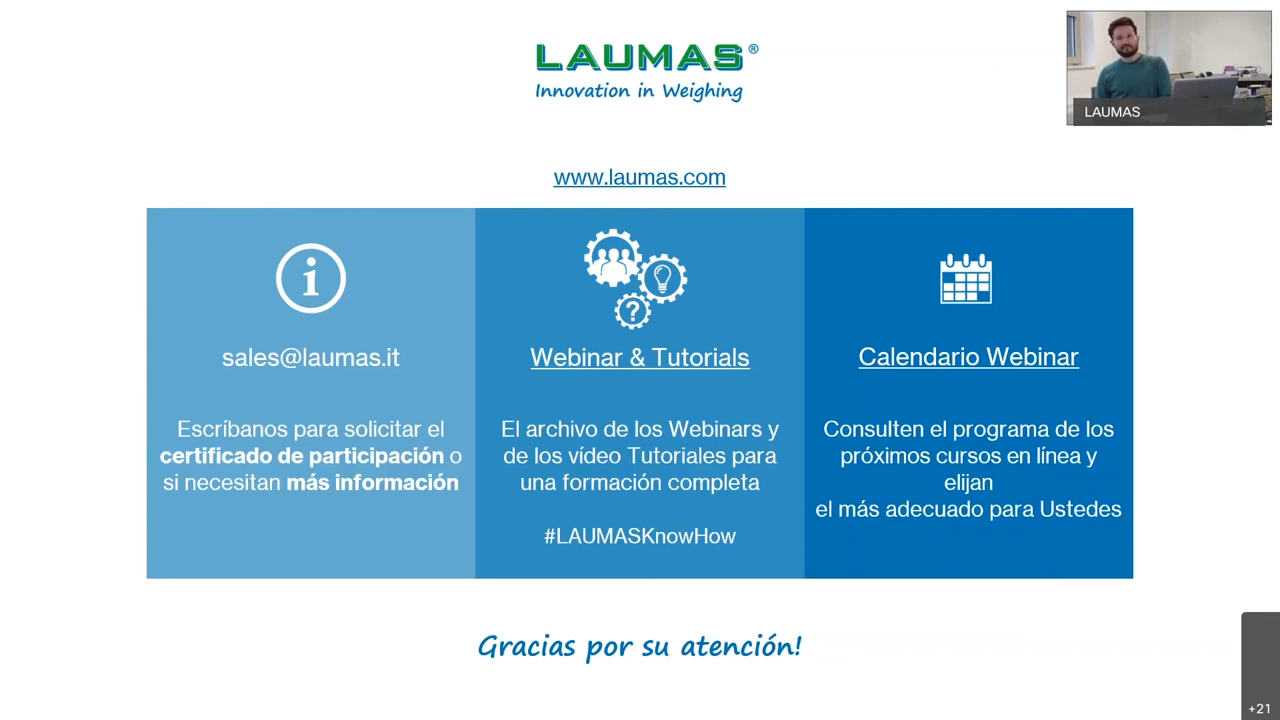 LAUMAS®
Innovation in Weighing
LAUMAS
www.laumas.com
sales@laumas.it
Escríbanos para solicitar el
certificado de participación o
si necesitan más información
Webinar & Tutorials
El archivo de los Webinars y
de los vídeo Tutoriales para
una formación completa
#LAUMASKnowHow
Calendario Webinar
Consulten el programa de los
próximos cursos en línea y
elijan
el más adecuado para Ustedes
Gracias por su atención!
+21